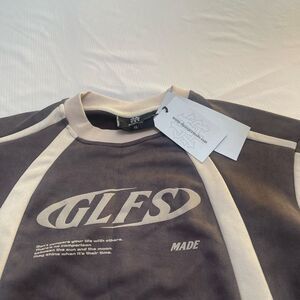 GLFS
Don't compare your life with others.
There's no comparison
between the sun and the moon
they shine when it's their time.
MADE